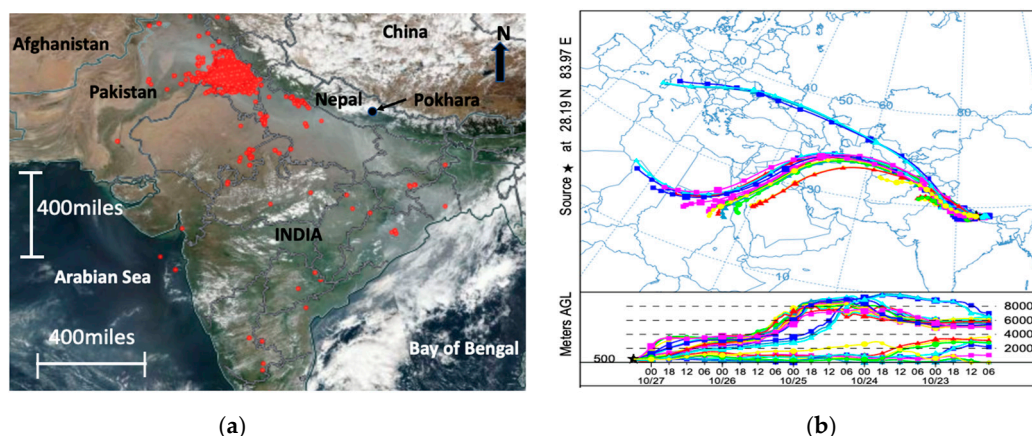 Afghanistan
China
N
Pakistan
Nepal
Pokhara
400miles
INDIA
Arabian Sea
400miles
Bay of Bengal
(a)
Source ★ at 28.19 N 83.97 E
20
40
50
60
80
30
10
Meters AGL
8000
6000
4000
2000
500
00 18 12 06 00 18 12 06 00 18 12 06 00 18 12 06 00 18 12 06
10/27 10/26 10/25 10/24 10/23
(b)